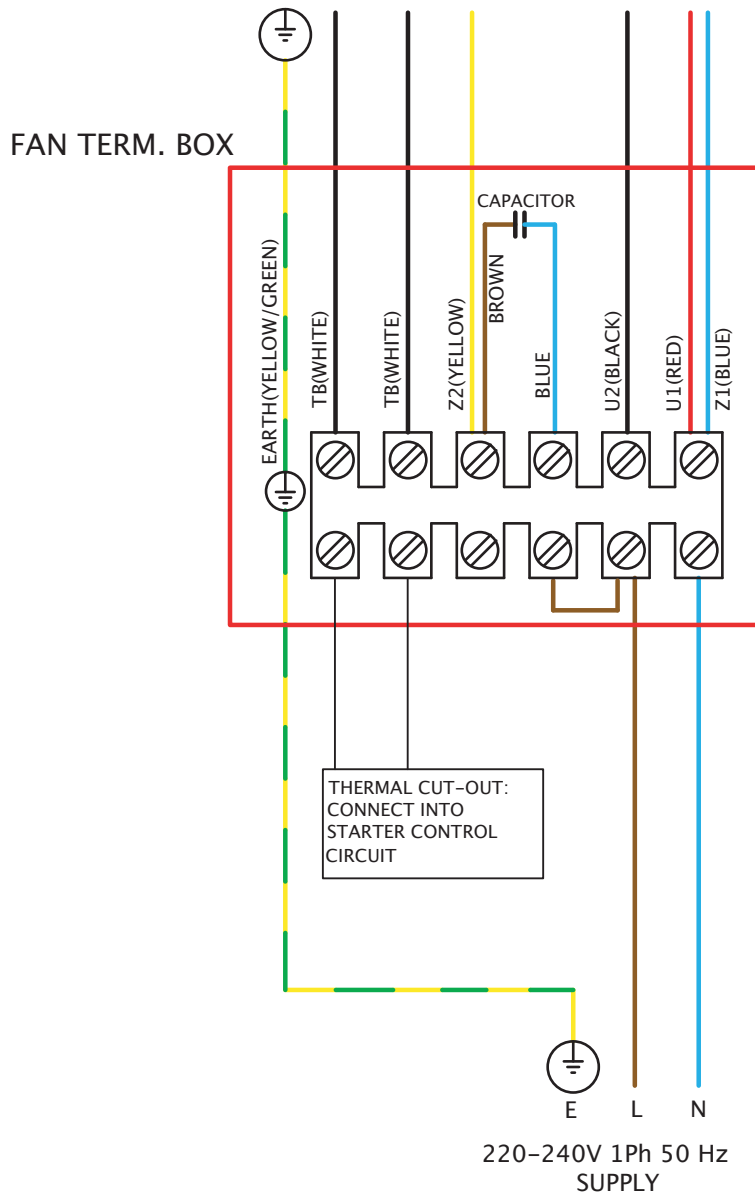 FAN TERM. BOX
CAPACITOR
EARTH(YELLOW/GREEN)
TB(WHITE)
TB(WHITE)
Z2(YELLOW)
BROWN
BLUE
U2(BLACK)
U1(RED)
Z1(BLUE)
THERMAL CUT-OUT:
CONNECT INTO
STARTER CONTROL
CIRCUIT
E L N
220-240V 1Ph 50 Hz
SUPPLY